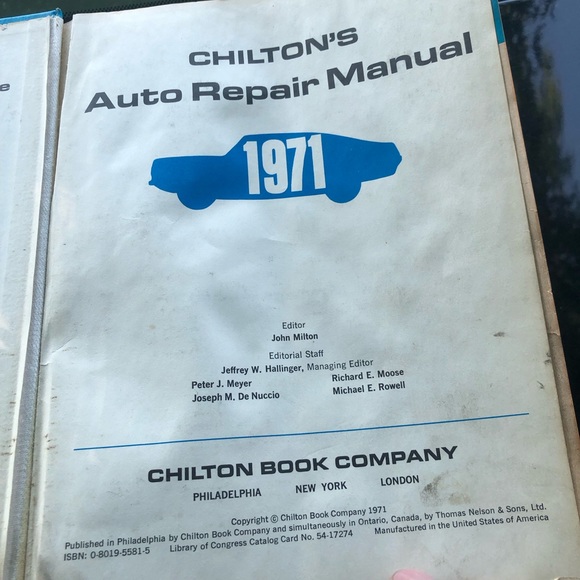 e
CHILTON'S
Auto Repair Manual
1971
Editor
John Milton
Editorial Staff
Jeffrey W. Hallinger, Managing Editor
Peter J. Meyer Richard E. Moose
Joseph M. De Nuccio Michael E. Rowell
CHILTON BOOK COMPANY
PHILADELPHIA NEW YORK LONDON
Copyright © Chilton Book Company 1971
Published in Philadelphia by Chilton Book Company and simultaneously in Ontario, Canada, by Thomas Nelson & Sons, Ltd.
ISBN: 0-8019-5581-5 Library of Congress Catalog Card No. 54-17274 Manufactured in the United States of America